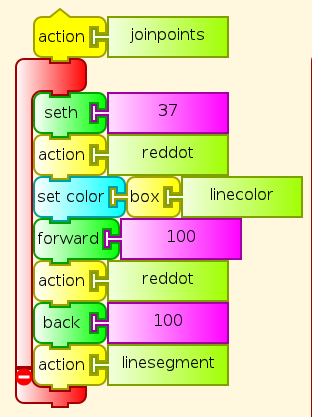 action joinpoints
seth 37
action reddot
set color box linecolor
forward 100
action reddot
back 100
action linesegment